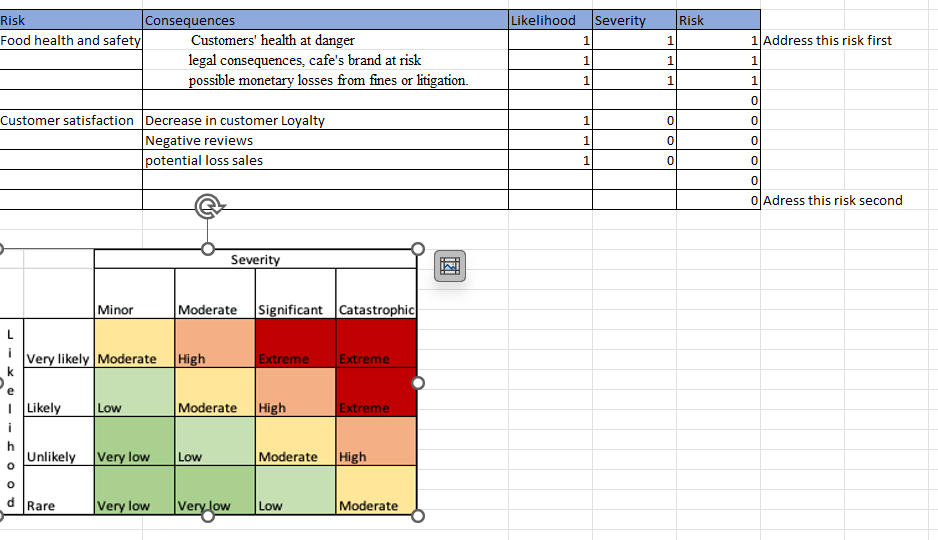 Risk Consequences Likelihood Severity Risk
Food health and safety Customers' health at danger 1 1 1 Address this risk first
legal consequences, cafe's brand at risk 1 1 1
possible monetary losses from fines or litigation. 1 1 1
0
Customer satisfaction Decrease in customer Loyalty 1 0 0
Negative reviews 1 0 0
potential loss sales 1 0 0
0
0 Adress this risk second
Severity
Minor Moderate Significant Catastrophic
Likelihood
Very likely Moderate High Extreme Extreme
Likely Low Moderate High Extreme
Unlikely Very low Low Moderate High
Rare Very low Very low Low Moderate